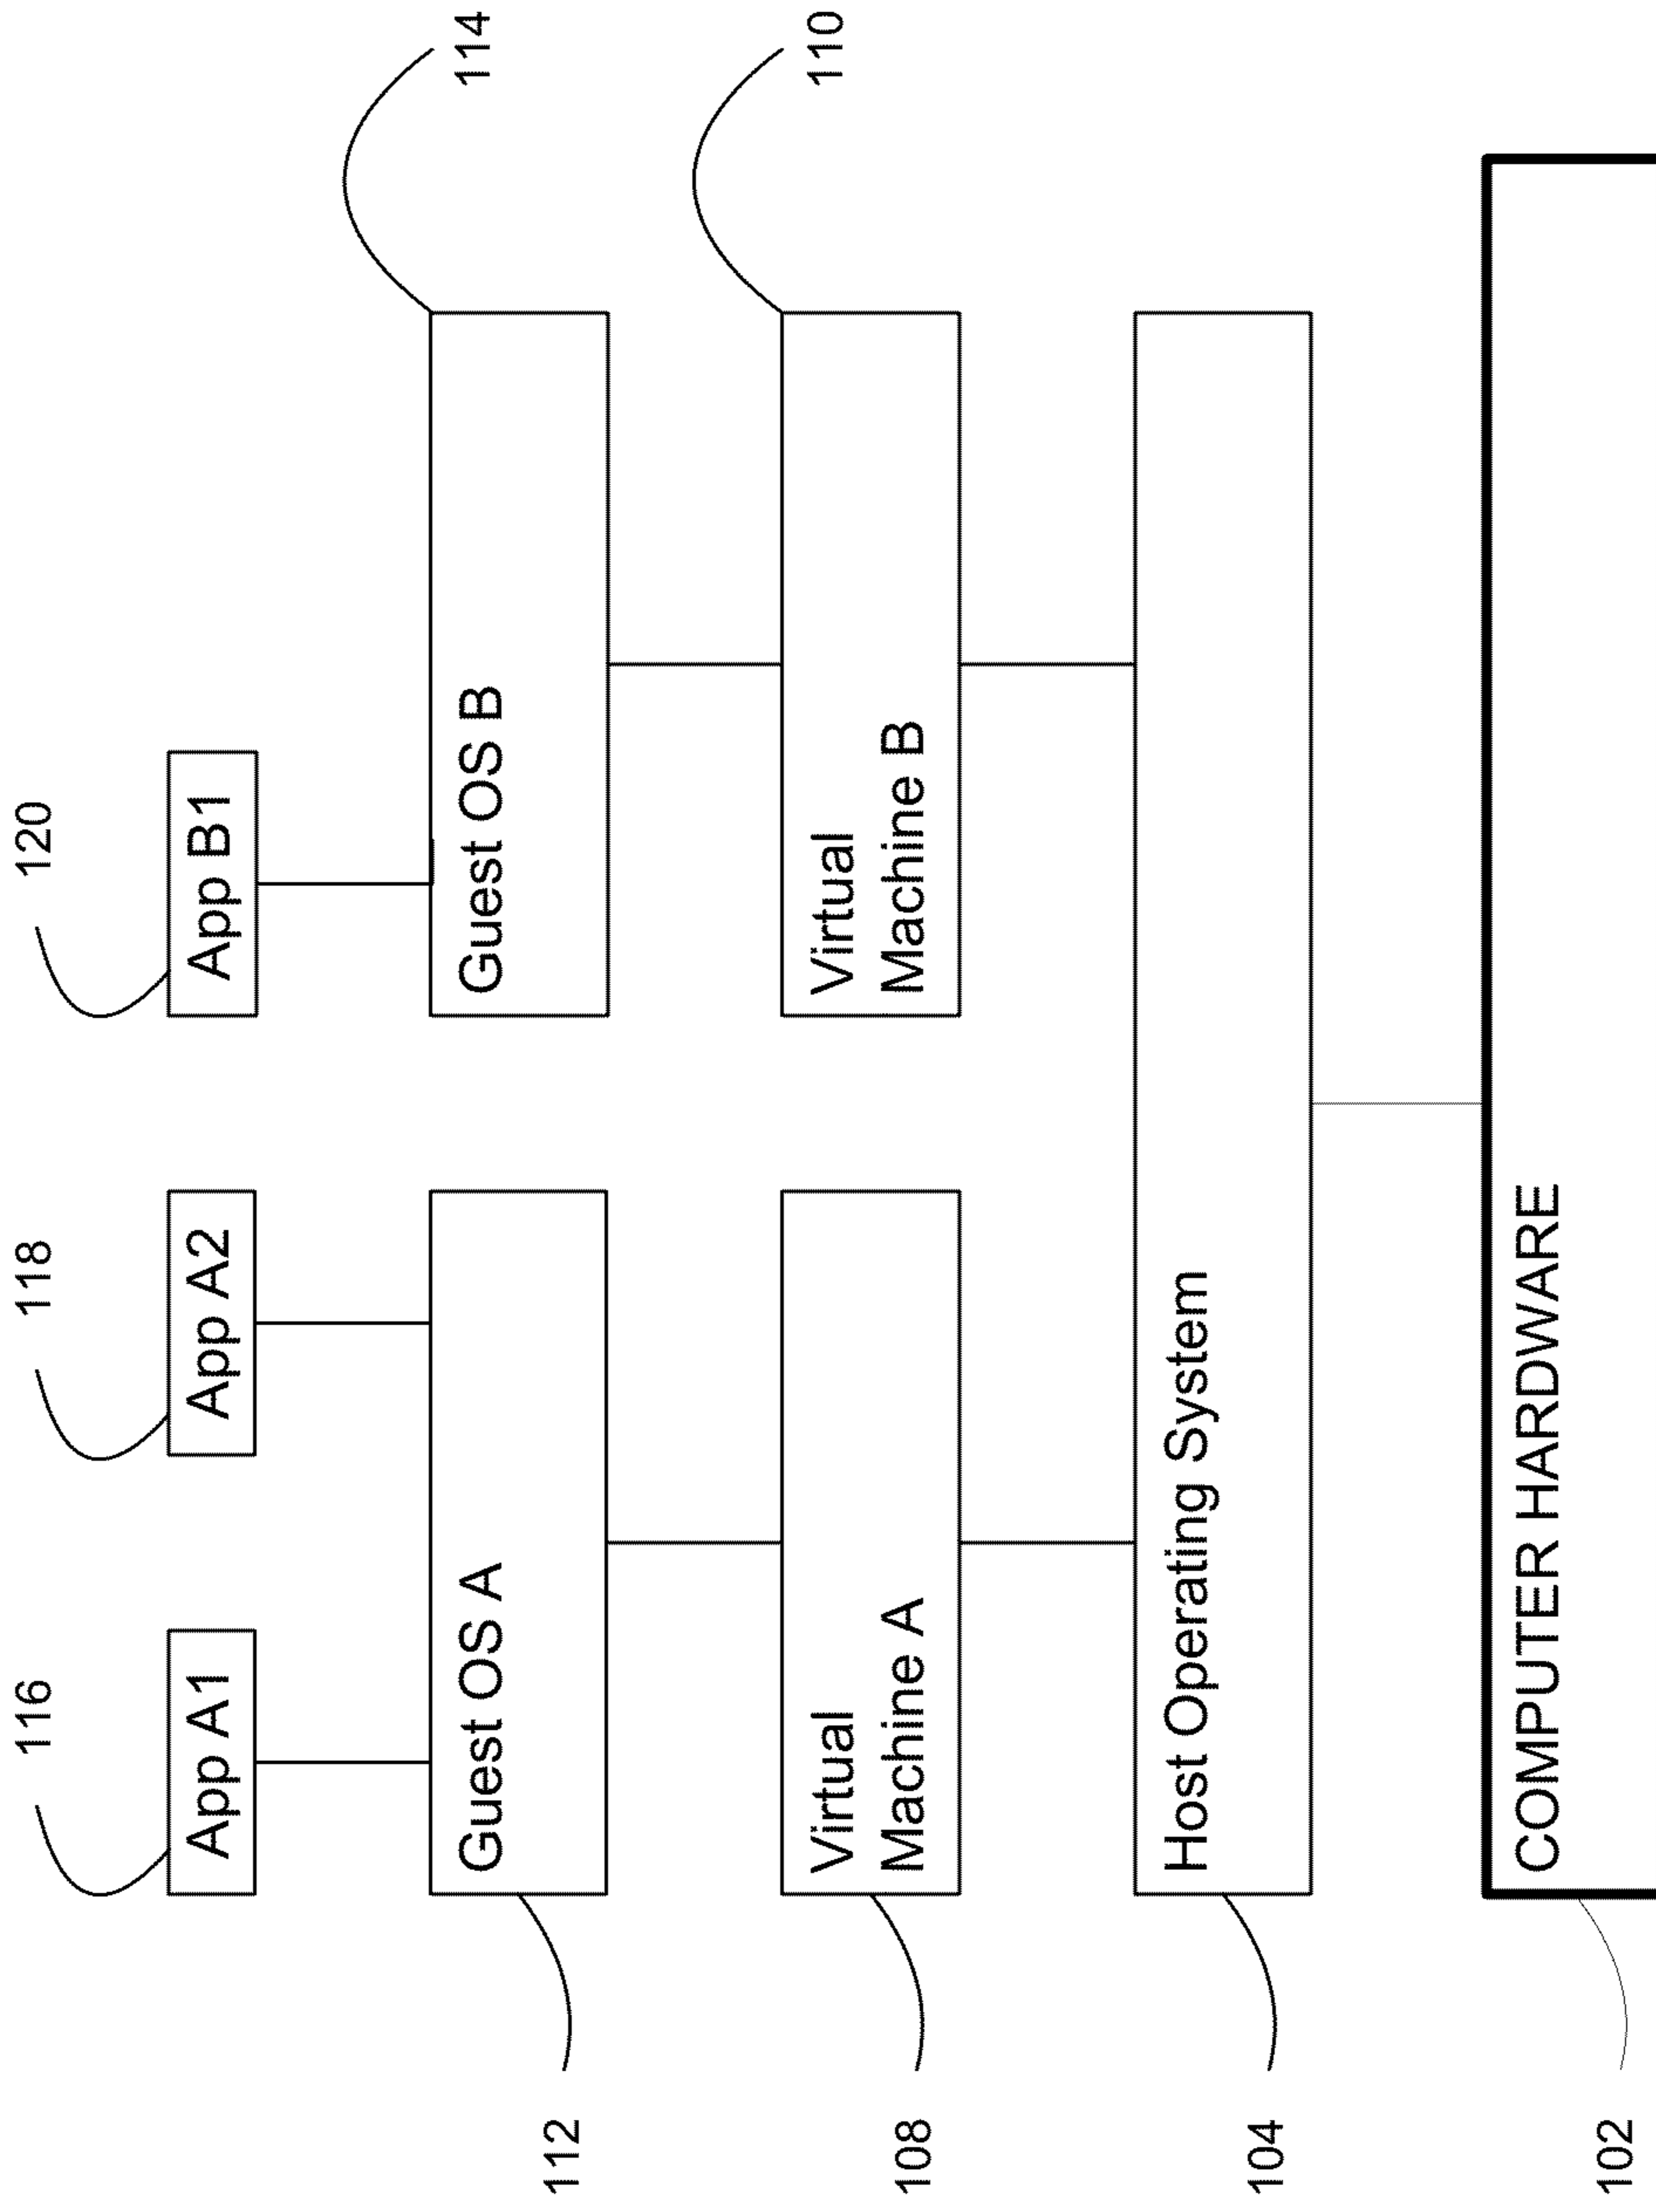 116
118
120
App A1
App A2
App B1
114
Guest OS A
Guest OS B
112
110
Virtual
Machine A
Virtual
Machine B
108
Host Operating System
104
COMPUTER HARDWARE
102